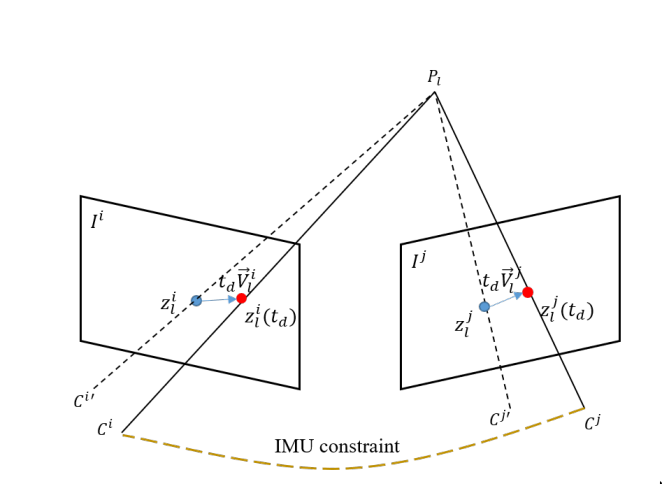 P_l
I^i
I^j
t_d \vec{V}_l^i
t_d \vec{V}_l^j
z_l^i
z_l^i(t_d)
z_l^j
z_l^j(t_d)
C^{i'}
C^i
C^{j'}
C^j
IMU constraint